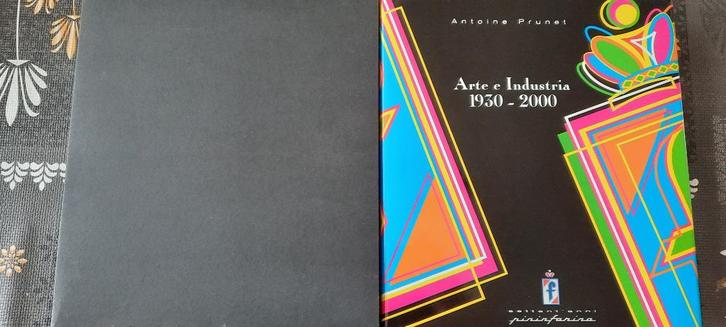 Antoine Prunet
Arte e Industria
1930 - 2000
f
settant'anni
pininfarina